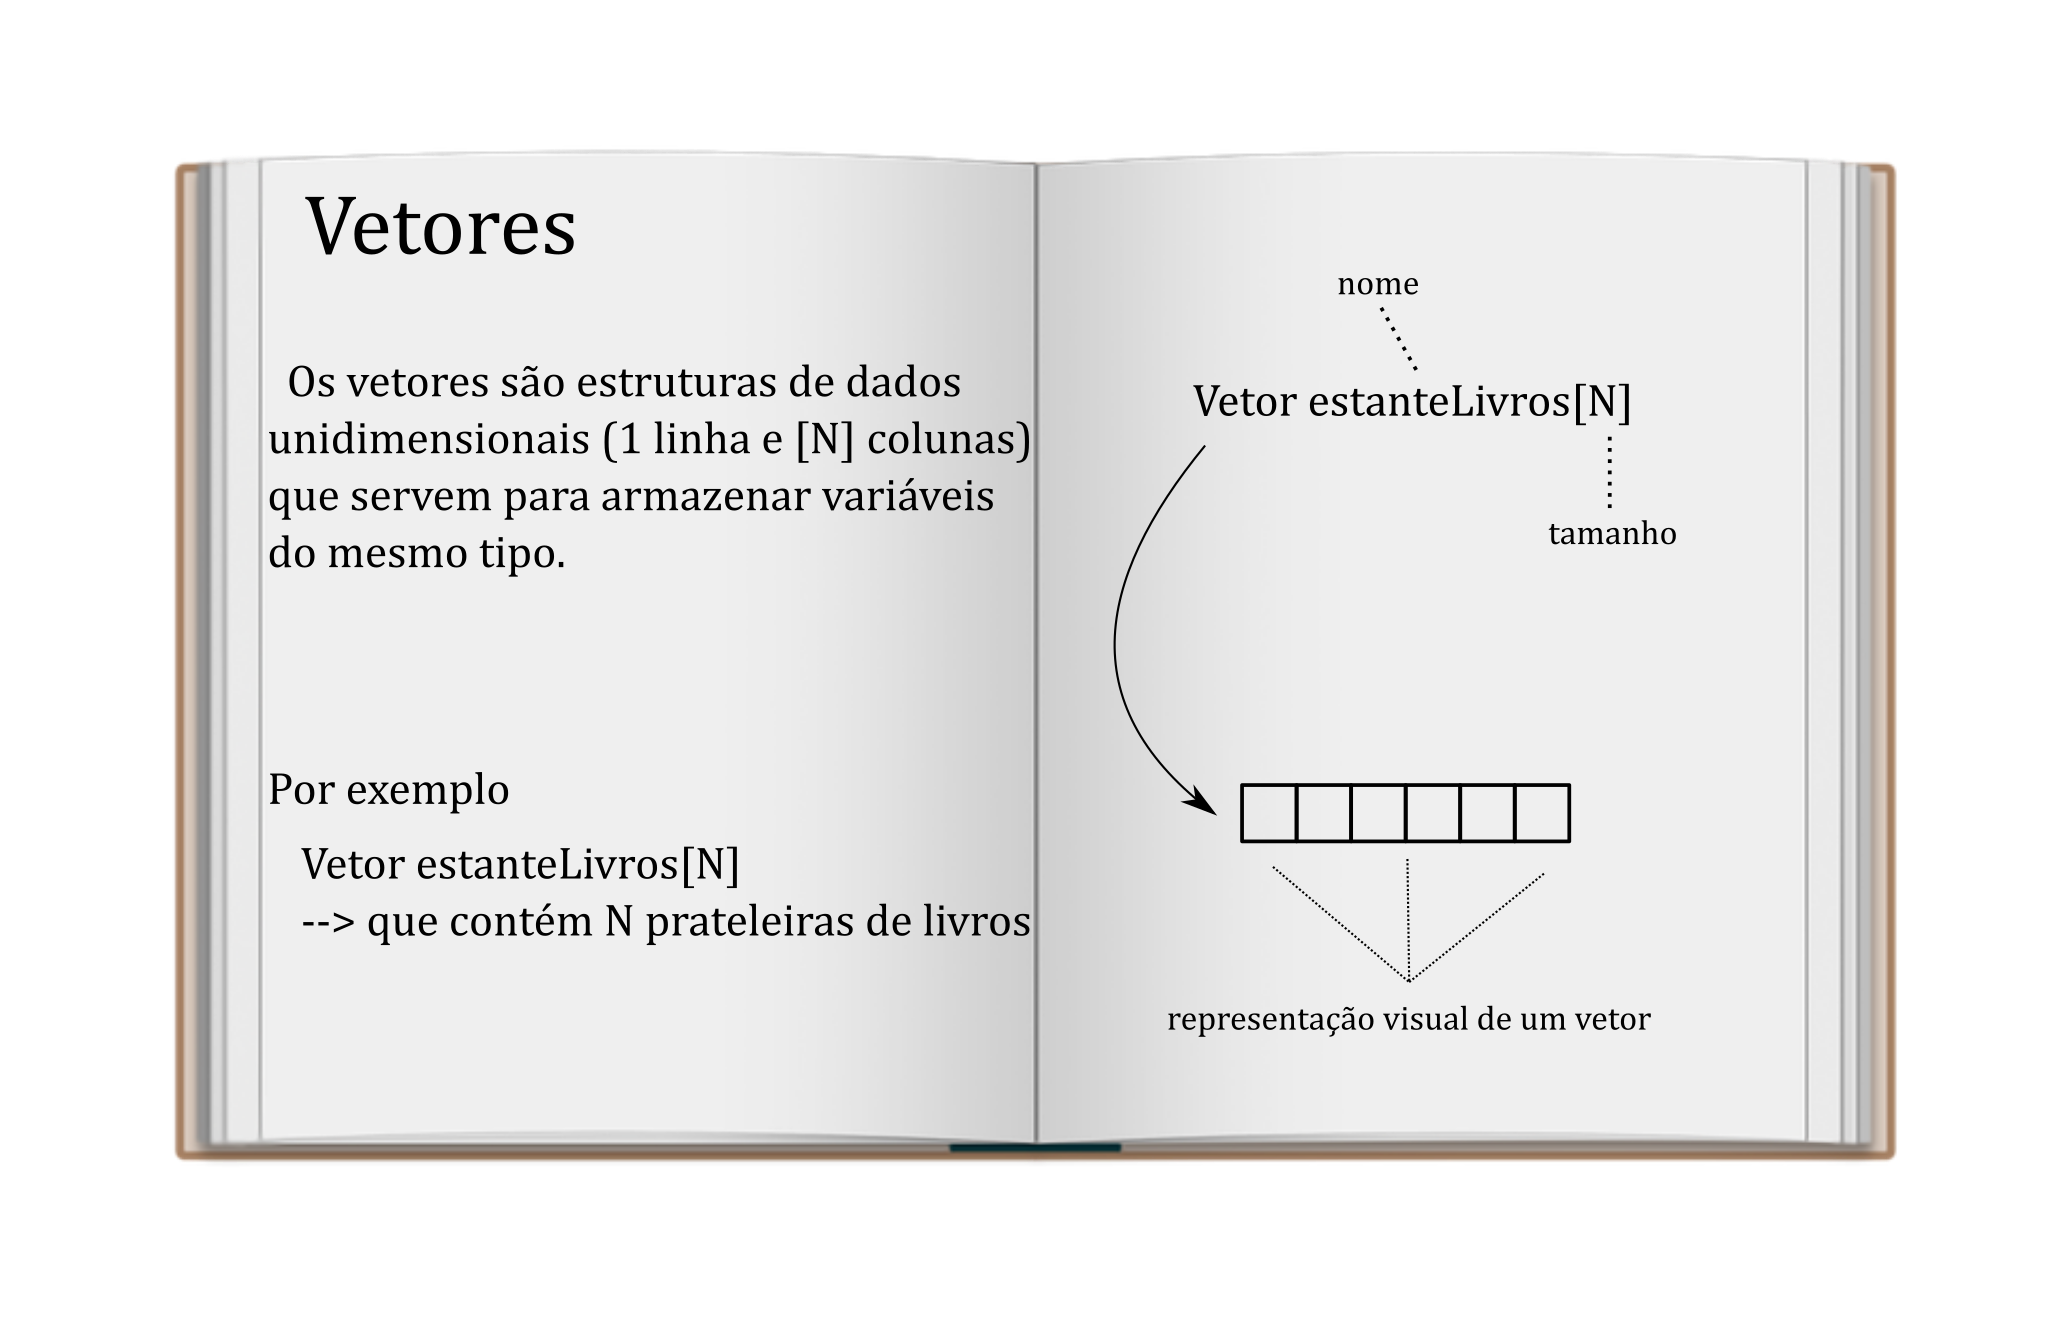 Vetores
Os vetores são estruturas de dados
unidimensionais (1 linha e [N] colunas)
que servem para armazenar variáveis
do mesmo tipo.
Por exemplo
Vetor estanteLivros[N]
--> que contém N prateleiras de livros
nome
Vetor estanteLivros[N]
tamanho
representação visual de um vetor